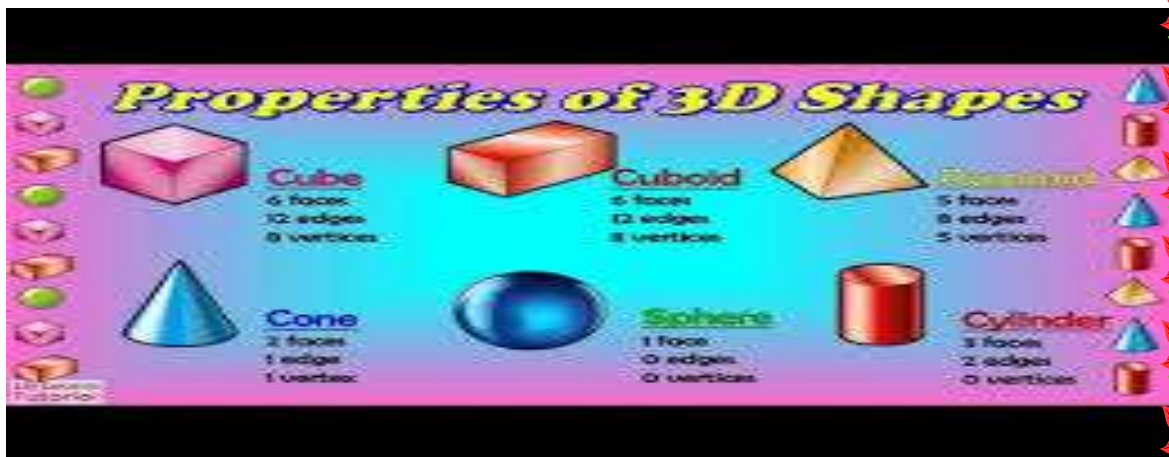 Properties of 3D Shapes
Cube
6 faces
12 edges
8 vertices
Cuboid
6 faces
12 edges
8 vertices
5 faces
8 edges
5 vertices
Cone
2 faces
1 edge
1 vertex
Sphere
1 face
0 edges
0 vertices
Cylinder
3 faces
2 edges
0 vertices
Tutorial